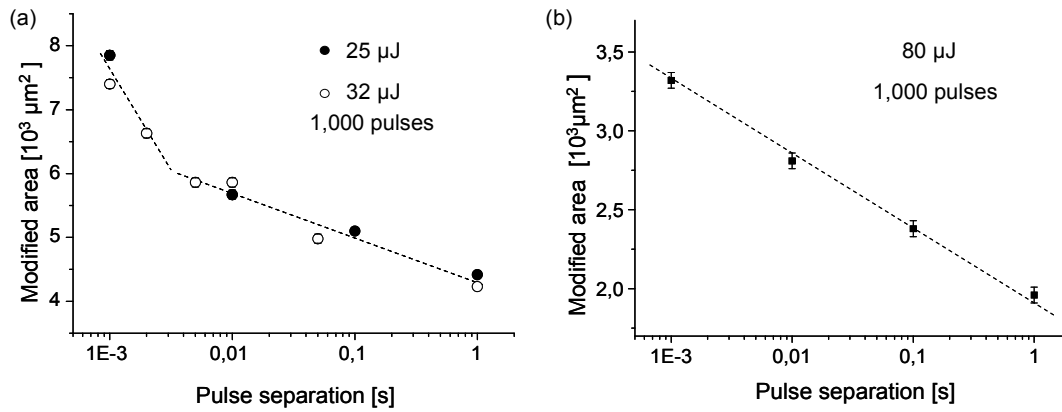 (a)
8
7
6
5
4
Modified area [10³ µm²]
25 µJ
32 µJ
1,000 pulses
1E-3
0,01
0,1
1
Pulse separation [s]
(b)
3,5
3,0
2,5
2,0
Modified area [10³µm²]
80 µJ
1,000 pulses
1E-3
0,01
0,1
1
Pulse separation [s]